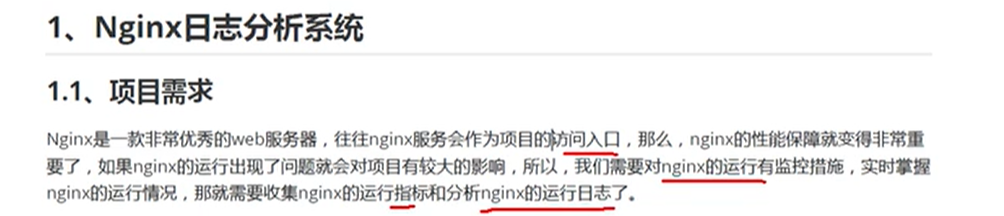 1、Nginx日志分析系统
1.1、项目需求
Nginx是一款非常优秀的web服务器，往往nginx服务会作为项目的访问入口，那么，nginx的性能保障就变得非常重
要了，如果nginx的运行出现了问题就会对项目有较大的影响，所以，我们需要对nginx的运行有监控措施，实时掌握
nginx的运行情况，那就需要收集nginx的运行指标和分析nginx的运行日志了。